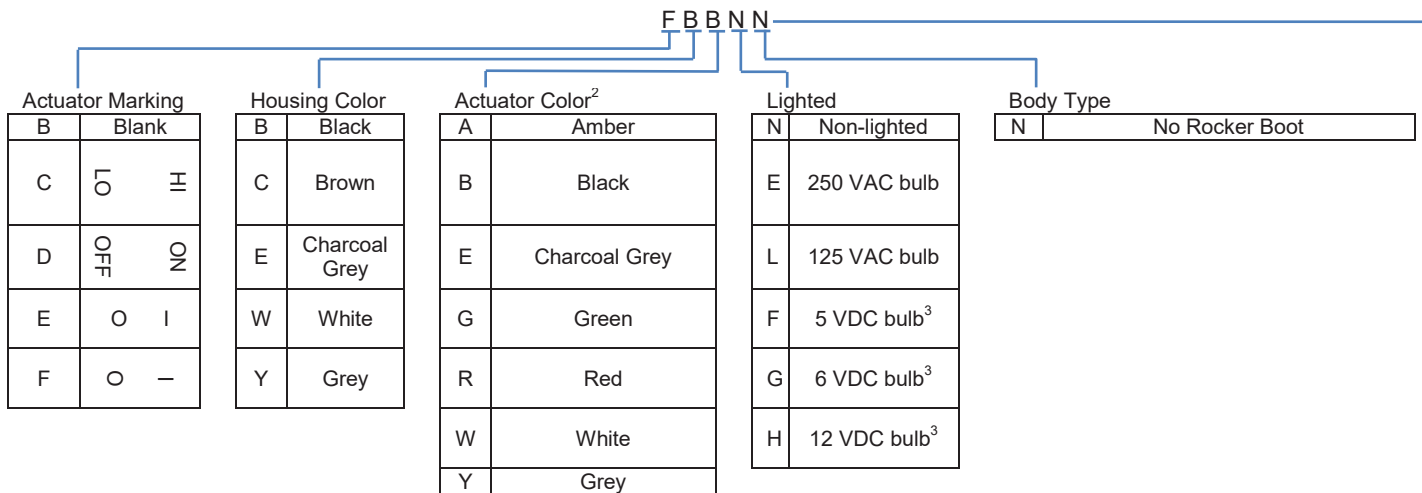 F B B N N
Actuator Marking
B Blank
C LO HI
D OFF ON
E O I
F O I
Housing Color
B Black
C Brown
E Charcoal
Grey
W White
Y Grey
Actuator Color2
A Amber
B Black
E Charcoal Grey
G Green
R Red
W White
Y Grey
Lighted
N Non-lighted
E 250 VAC bulb
L 125 VAC bulb
F 5 VDC bulb3
G 6 VDC bulb3
H 12 VDC bulb3
Body Type
N No Rocker Boot